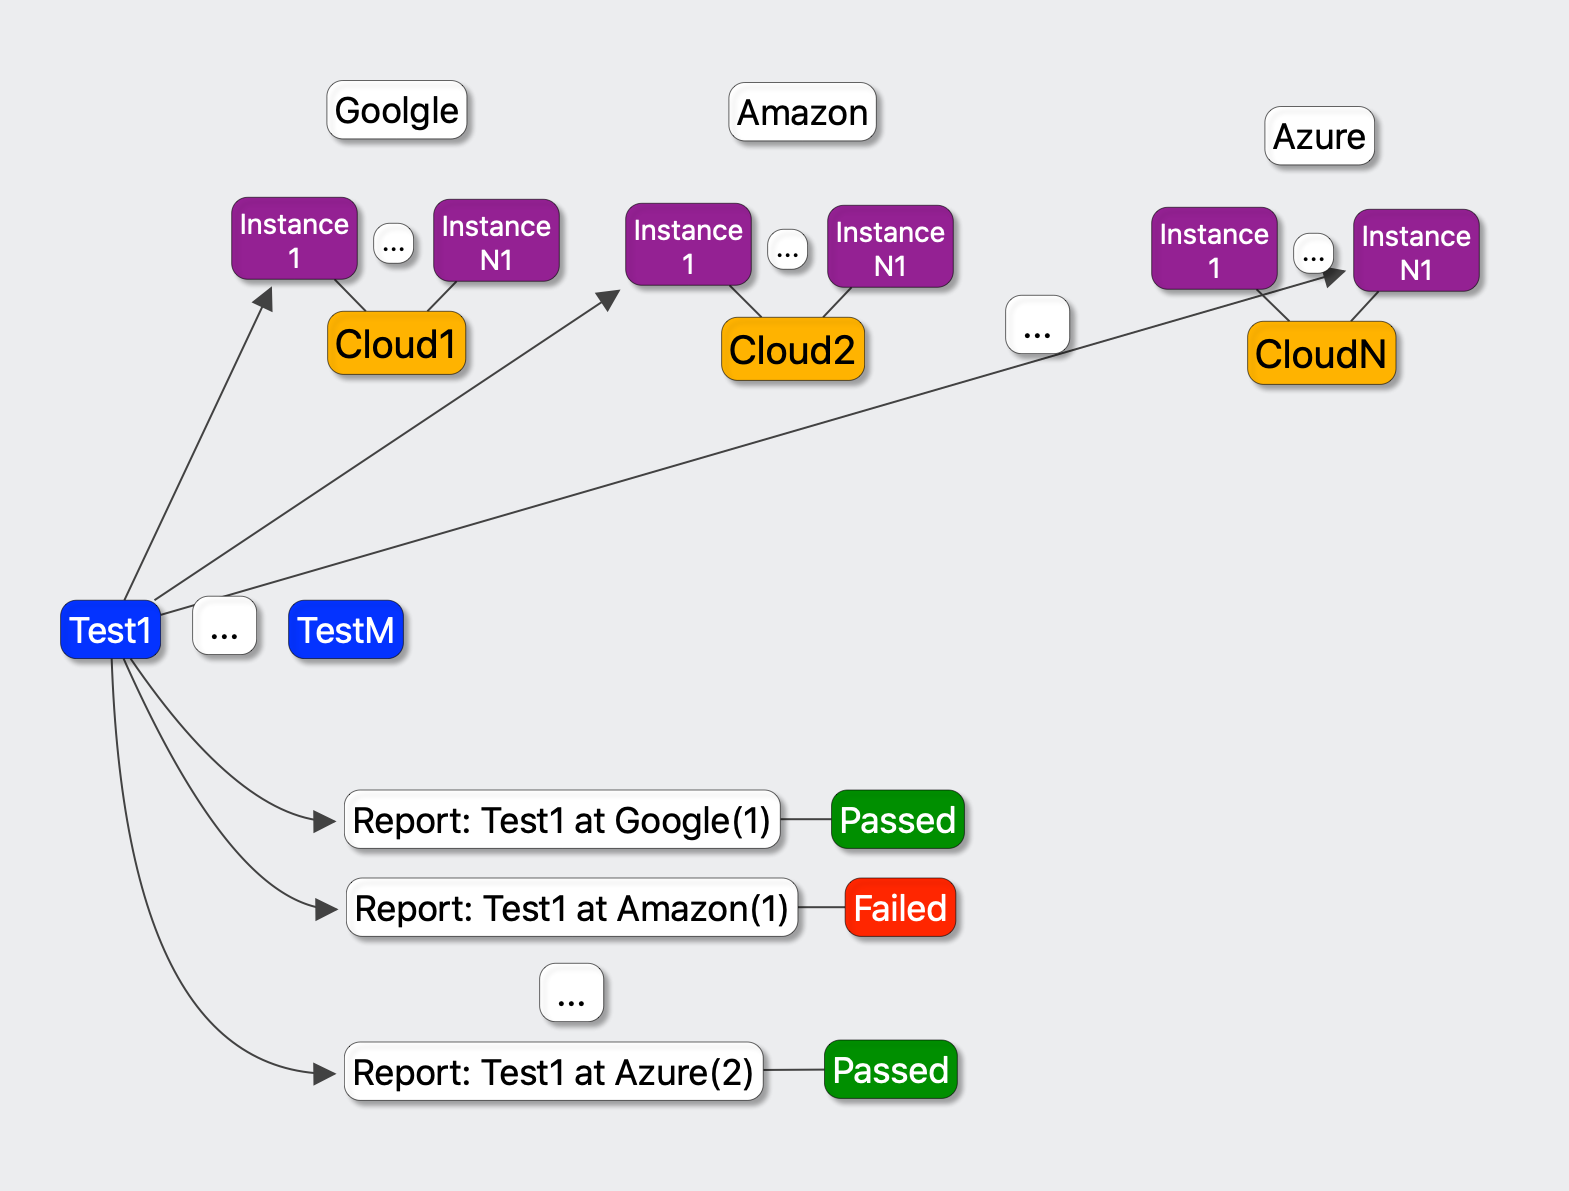 Goolgle
Amazon
Azure
Instance
1
...
Instance
N1
Instance
1
...
Instance
N1
Instance
1
...
Instance
N1
Cloud1
Cloud2
...
CloudN
Test1
...
TestM
Report: Test1 at Google(1)
Passed
Report: Test1 at Amazon(1)
Failed
...
Report: Test1 at Azure(2)
Passed